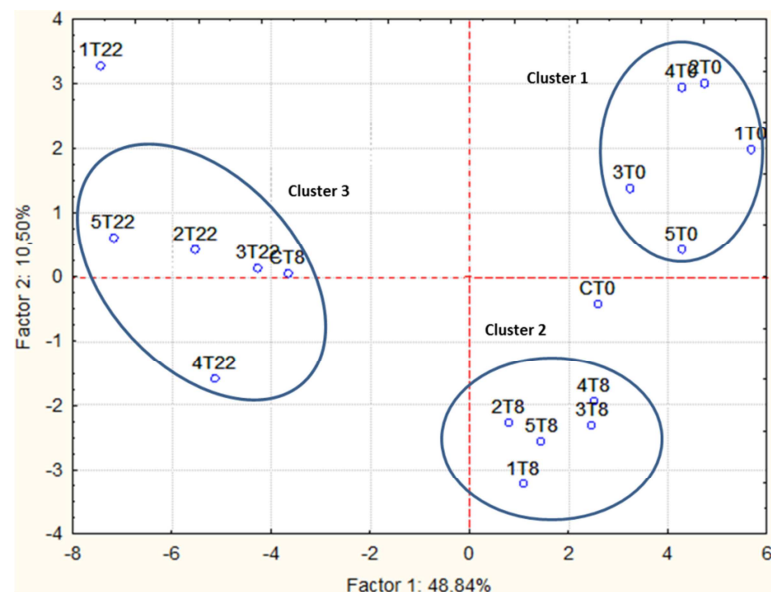 4
1T22
3
Cluster 1
4T0
2T0
2
1T0
3T0
Cluster 3
1
5T22
2T22
5T0
3T22
CT8
0
CT0
-1
Cluster 2
4T22
4T8
-2
2T8
3T8
5T8
-3
1T8
-4
-8
-6
-4
-2
0
2
4
6
Factor 2: 10,50%
Factor 1: 48,84%